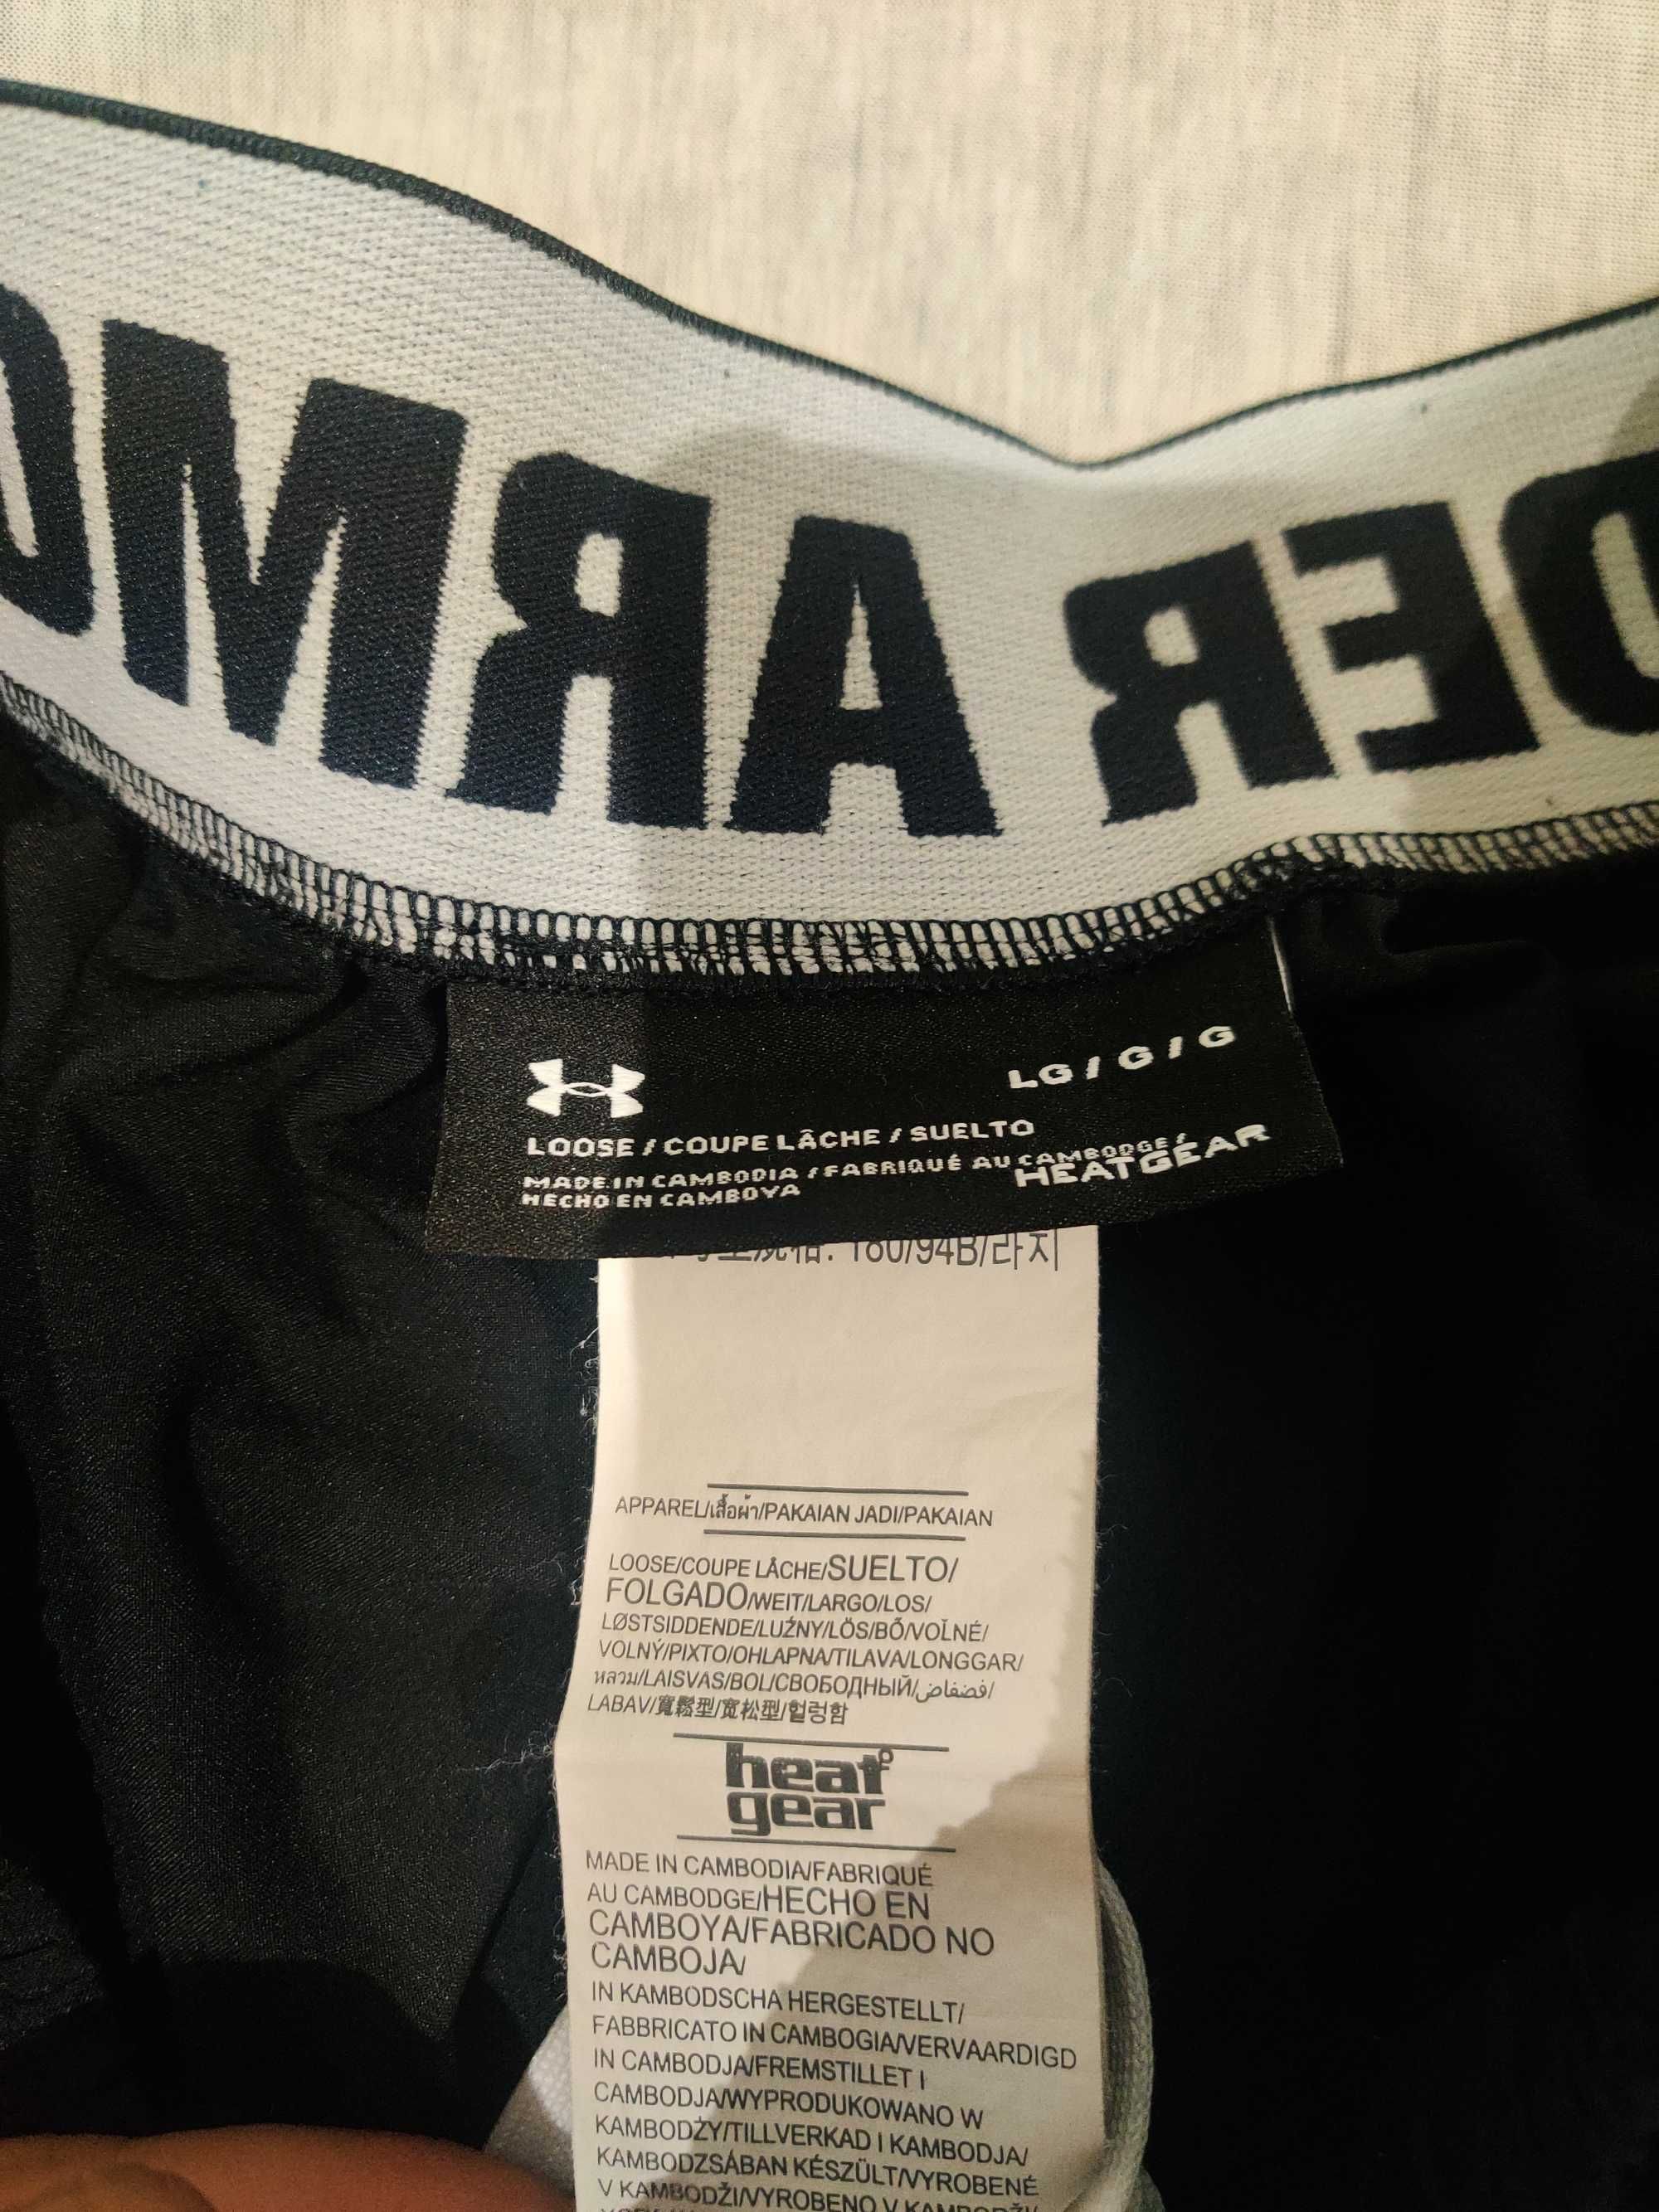 UNDER ARMO
LG / G / G
LOOSE / COUPE LÂCHE / SUELTO
MADE IN CAMBODIA / FABRIQUÉ AU CAMBODGE /
HECHO EN CAMBOYA
HEATGEAR
180/94B/라지
APPAREL/เสื้อผ้า/PAKAIAN JADI/PAKAIAN
LOOSE/COUPE LÂCHE/SUELTO/
FOLGADO/WEIT/LARGO/LOS/
LØSTSIDDENDE/LUŹNY/LÖS/BŐ/VOĽNÉ/
VOLNÝ/PIXTO/OHLAPNA/TILAVA/LONGGAR/
หลวม/LAISVAS/BOL/СВОБОДНЫЙ/فضفاض/
LABAV/寬鬆型/宽松型/헐렁함
heat
gear
MADE IN CAMBODIA/FABRIQUÉ
AU CAMBODGE/HECHO EN
CAMBOYA/FABRICADO NO
CAMBOJA/
IN KAMBODSCHA HERGESTELLT/
FABBRICATO IN CAMBOGIA/VERVAARDIGD
IN CAMBODJA/FREMSTILLET I
CAMBODJA/WYPRODUKOWANO W
KAMBODŻY/TILLVERKAD I KAMBODJA/
KAMBODZSÁBAN KÉSZÜLT/VYROBENÉ
V KAMBODŽI/VYROBENO V KAMBODŽI/